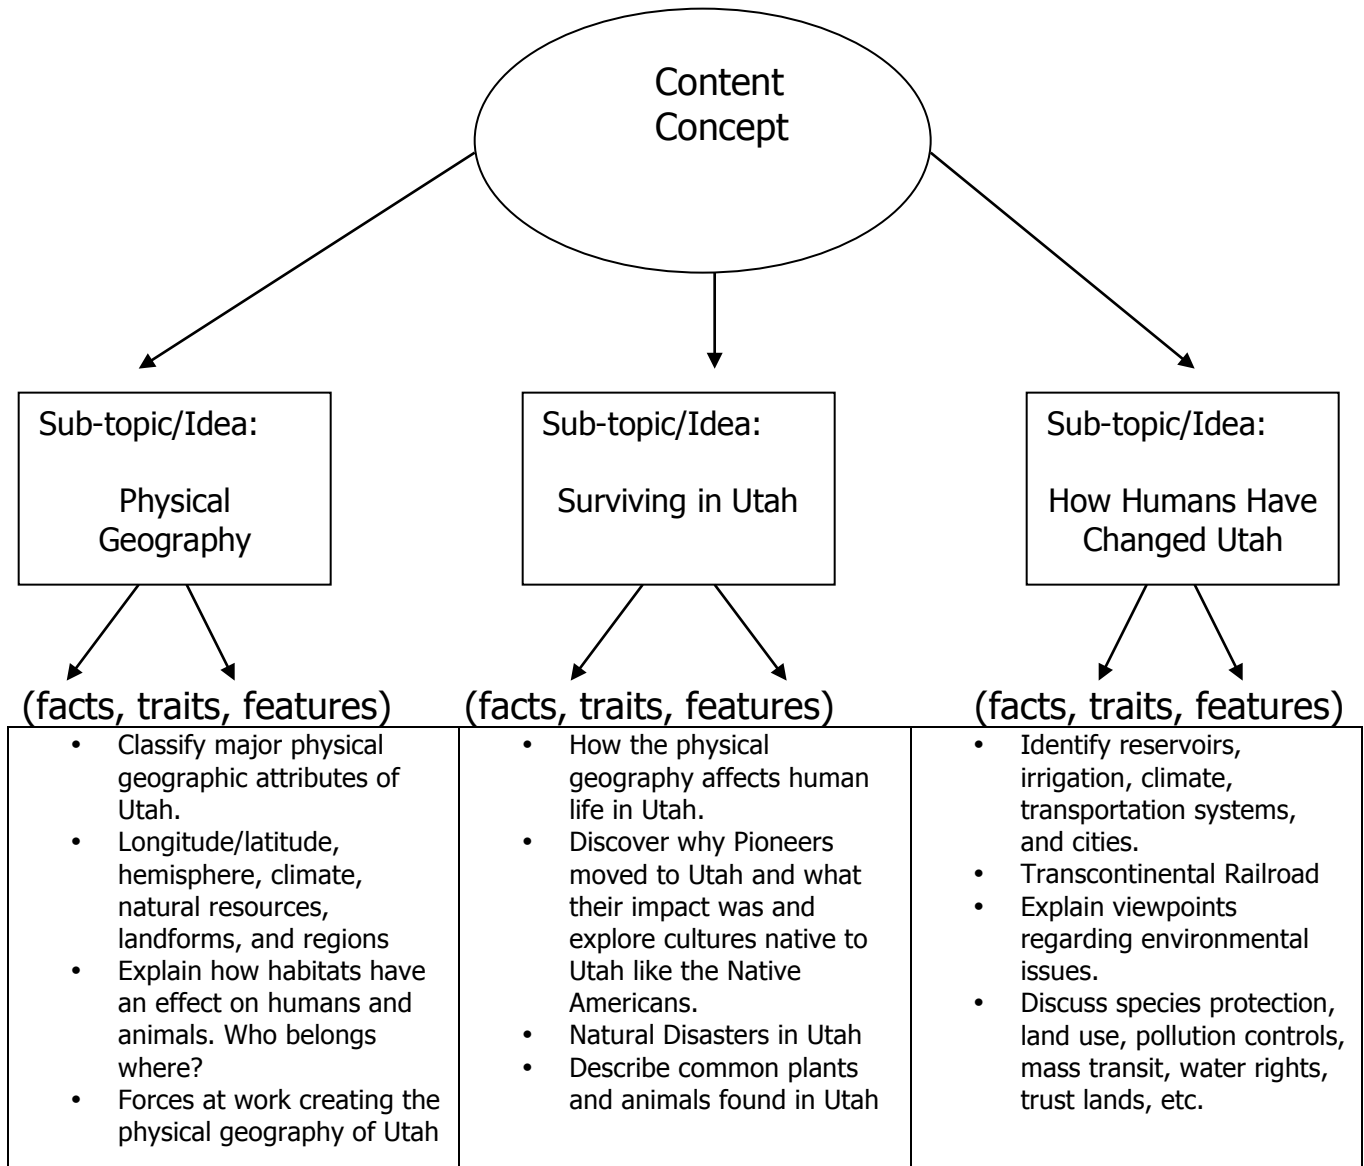 Content
Concept
Sub-topic/Idea:
Physical
Geography
Sub-topic/Idea:
Surviving in Utah
Sub-topic/Idea:
How Humans Have
Changed Utah
(facts, traits, features)
(facts, traits, features)
(facts, traits, features)
• Classify major physical
geographic attributes of
Utah.
• Longitude/latitude,
hemisphere, climate,
natural resources,
landforms, and regions
• Explain how habitats have
an effect on humans and
animals. Who belongs
where?
• Forces at work creating the
physical geography of Utah
• How the physical
geography affects human
life in Utah.
• Discover why Pioneers
moved to Utah and what
their impact was and
explore cultures native to
Utah like the Native
Americans.
• Natural Disasters in Utah
• Describe common plants
and animals found in Utah
• Identify reservoirs,
irrigation, climate,
transportation systems,
and cities.
• Transcontinental Railroad
• Explain viewpoints
regarding environmental
issues.
• Discuss species protection,
land use, pollution controls,
mass transit, water rights,
trust lands, etc.